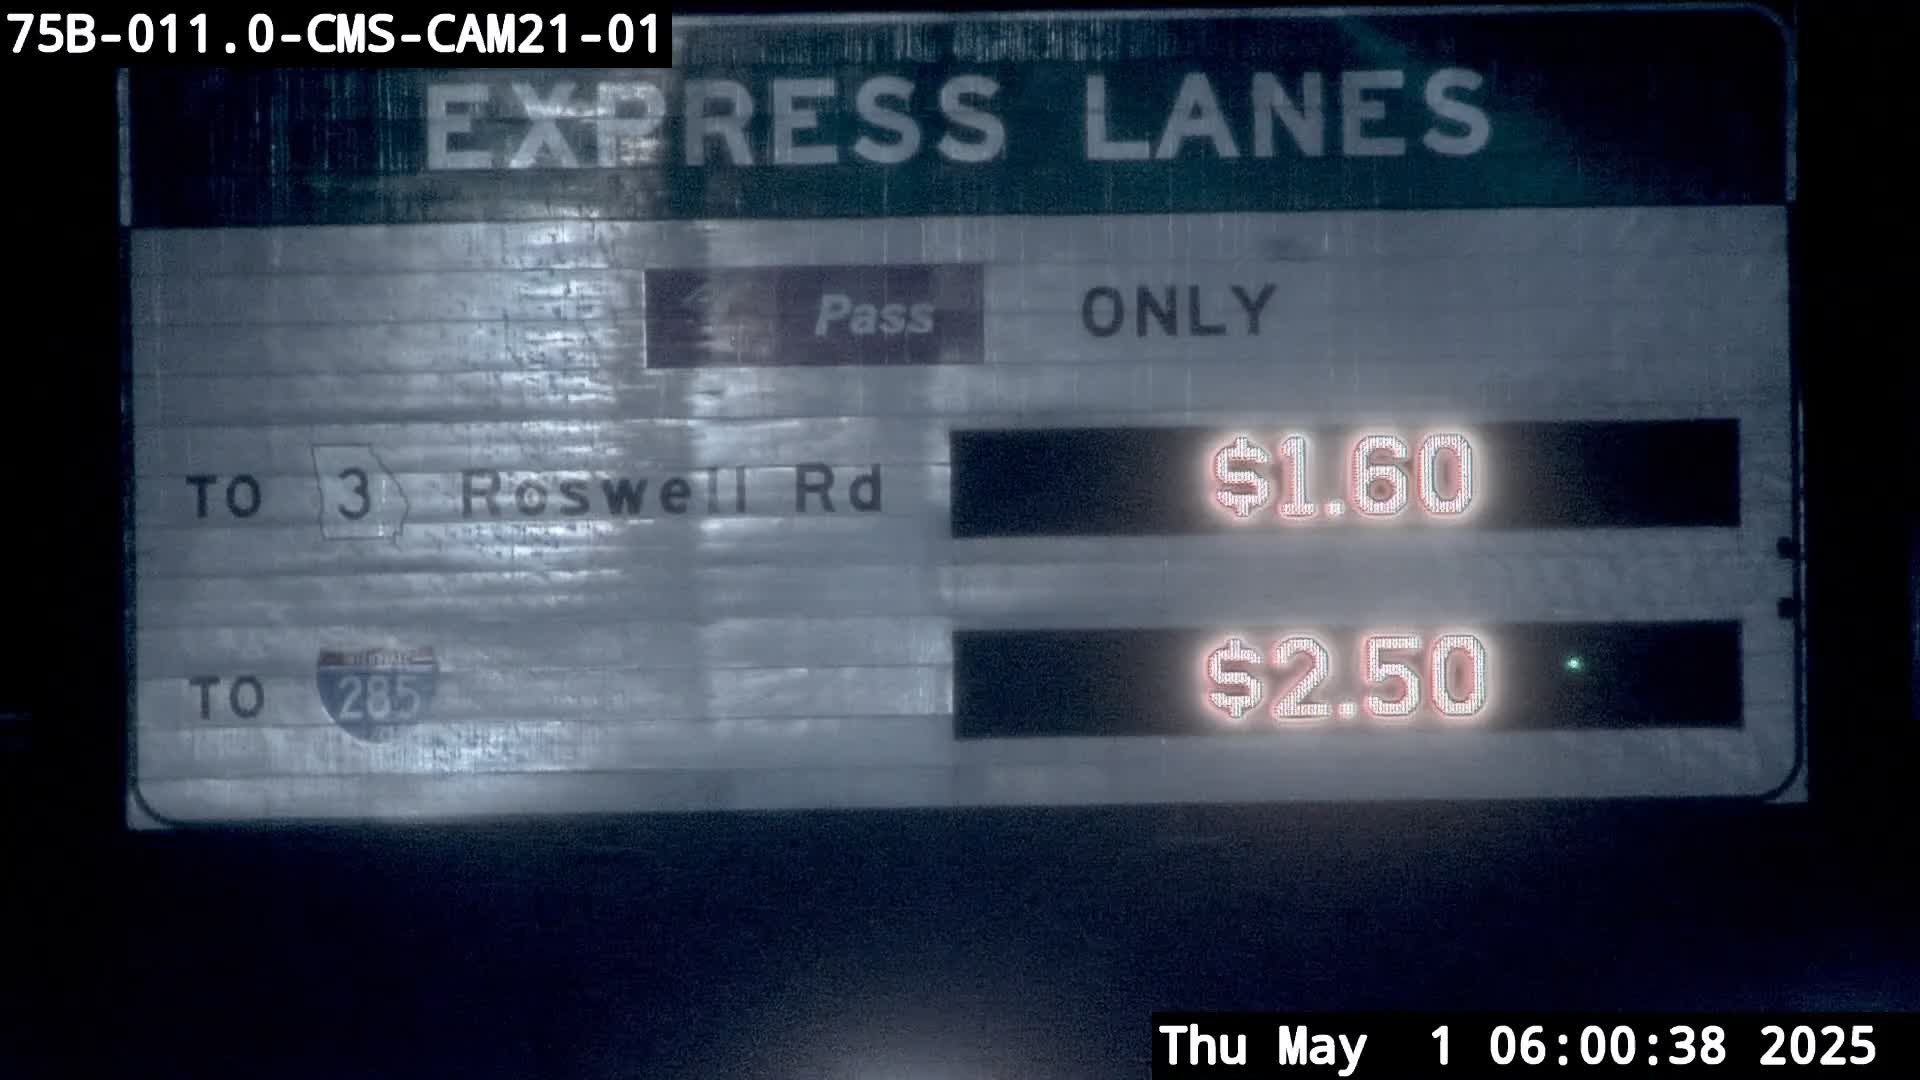 75B-011.0-CMS-CAM21-01
EXPRESS LANES
Pass ONLY
TO 3 Roswell Rd $1.60
TO 285 $2.50
Thu May 1 06:00:38 2025